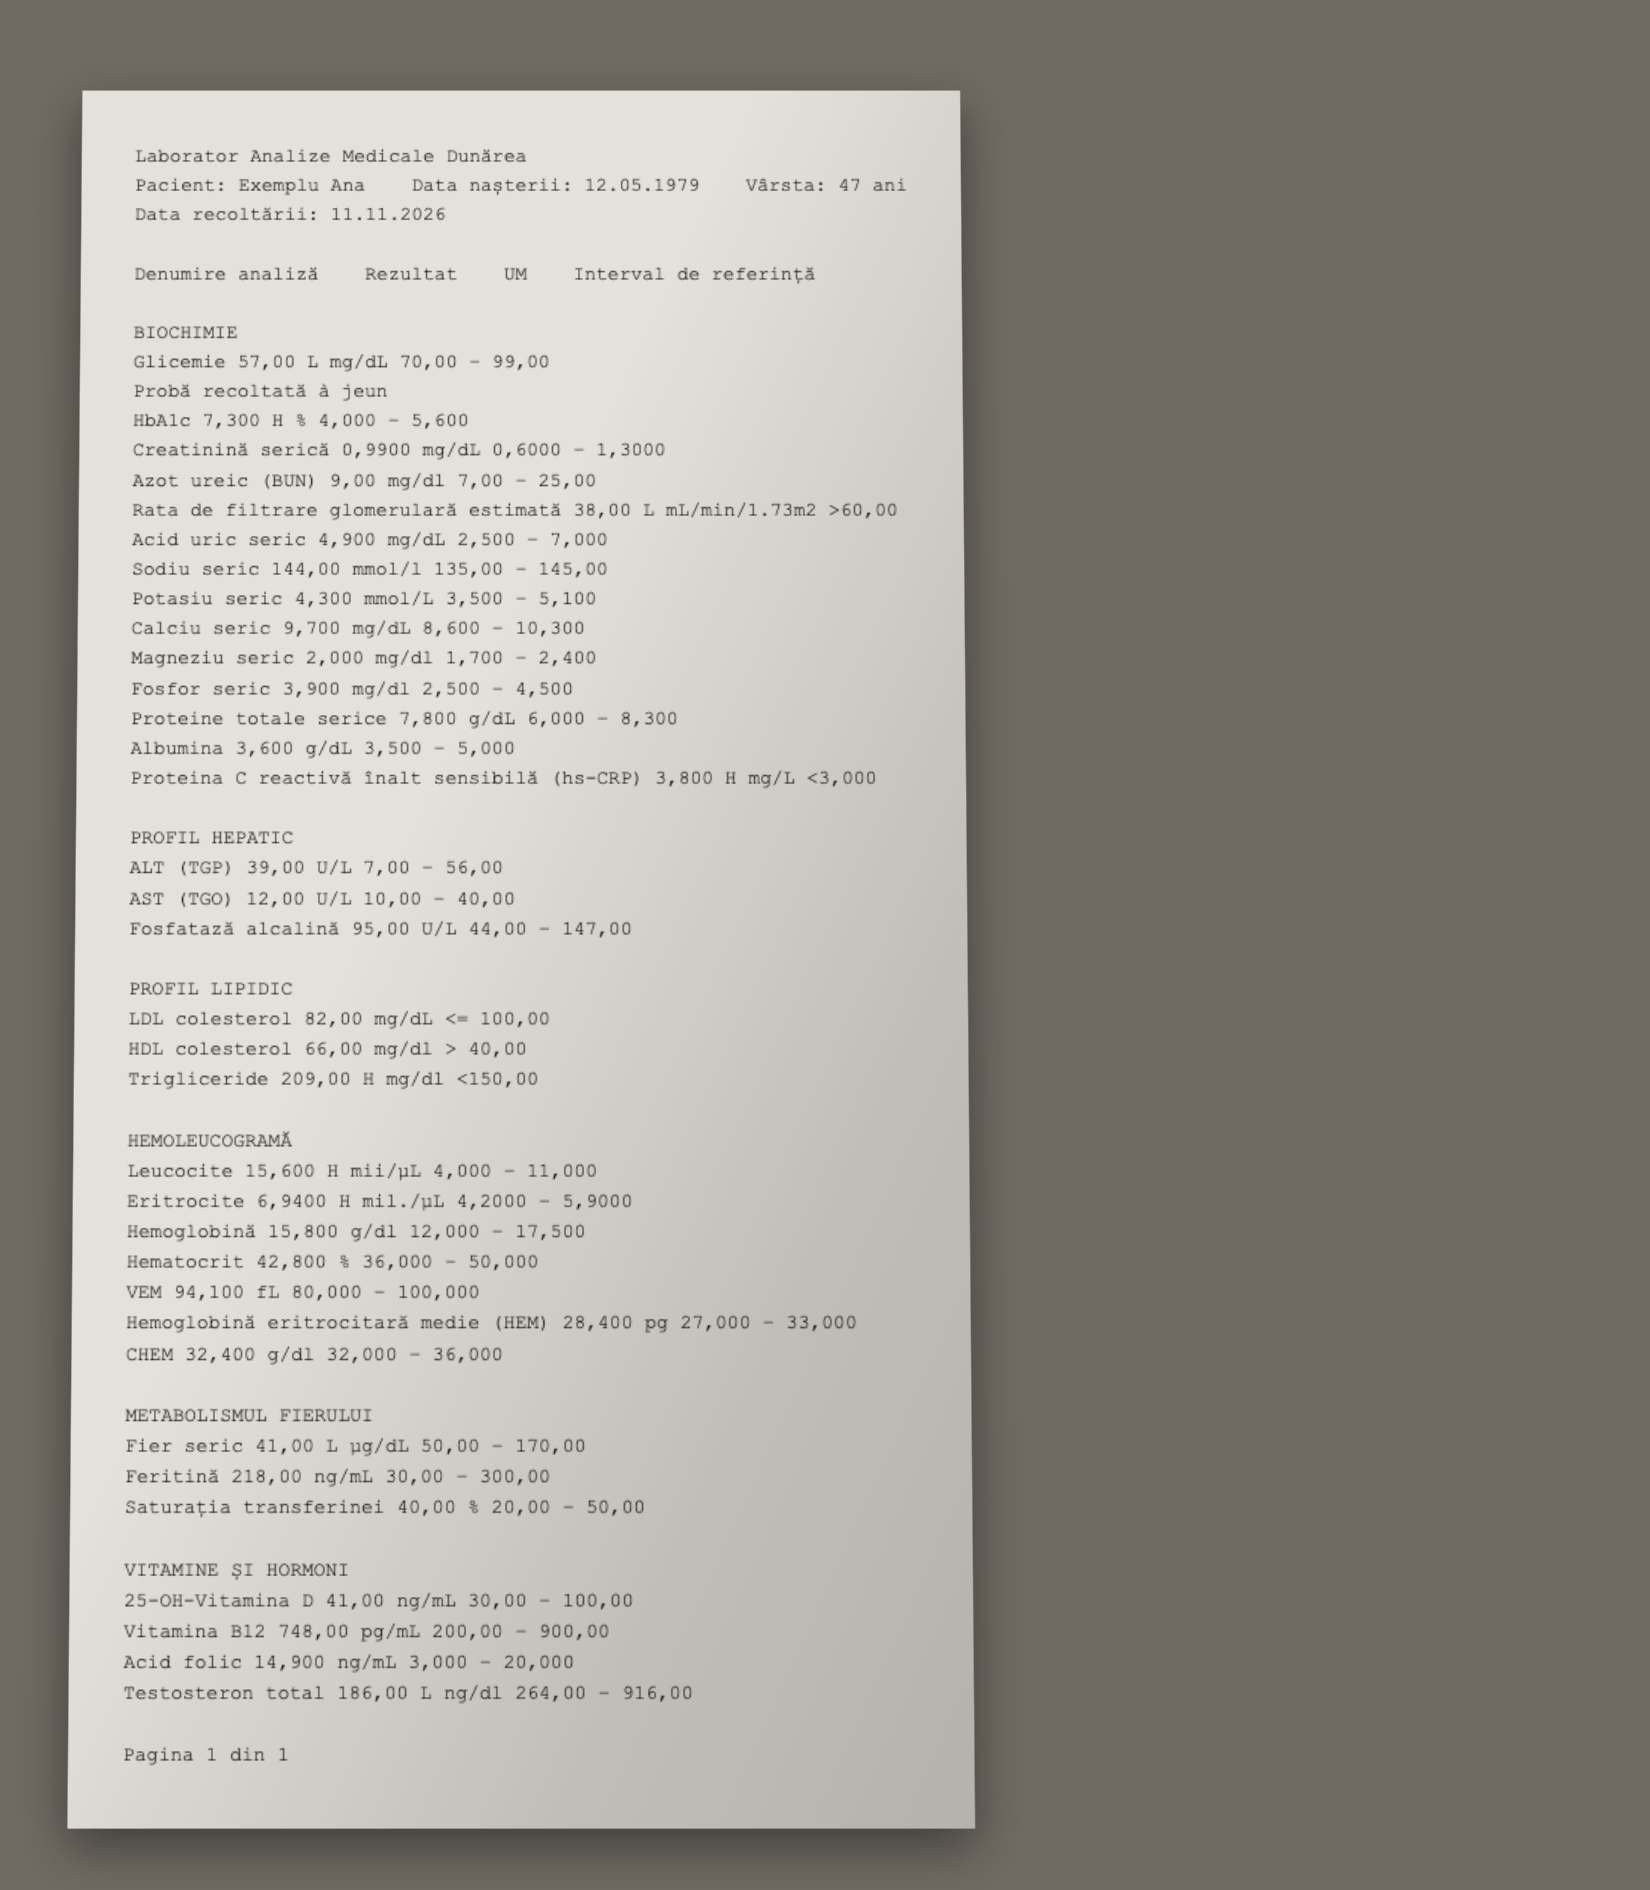 Laborator Analize Medicale Dunărea
Pacient: Exemplu Ana    Data nașterii: 12.05.1979    Vârsta: 47 ani
Data recoltării: 11.11.2026

Denumire analiză    Rezultat    UM    Interval de referință

BIOCHIMIE
Glicemie 57,00 L mg/dL 70,00 – 99,00
Probă recoltată à jeun
HbA1c 7,300 H % 4,000 – 5,600
Creatinină serică 0,9900 mg/dL 0,6000 – 1,3000
Azot ureic (BUN) 9,00 mg/dl 7,00 – 25,00
Rata de filtrare glomerulară estimată 38,00 L mL/min/1.73m2 >60,00
Acid uric seric 4,900 mg/dL 2,500 – 7,000
Sodiu seric 144,00 mmol/l 135,00 – 145,00
Potasiu seric 4,300 mmol/L 3,500 – 5,100
Calciu seric 9,700 mg/dL 8,600 – 10,300
Magneziu seric 2,000 mg/dl 1,700 – 2,400
Fosfor seric 3,900 mg/dl 2,500 – 4,500
Proteine totale serice 7,800 g/dL 6,000 – 8,300
Albumina 3,600 g/dL 3,500 – 5,000
Proteina C reactivă înalt sensibilă (hs-CRP) 3,800 H mg/L <3,000

PROFIL HEPATIC
ALT (TGP) 39,00 U/L 7,00 – 56,00
AST (TGO) 12,00 U/L 10,00 – 40,00
Fosfatază alcalină 95,00 U/L 44,00 – 147,00

PROFIL LIPIDIC
LDL colesterol 82,00 mg/dL <= 100,00
HDL colesterol 66,00 mg/dl > 40,00
Trigliceride 209,00 H mg/dl <150,00

HEMOLEUCOGRAMĂ
Leucocite 15,600 H mii/µL 4,000 – 11,000
Eritrocite 6,9400 H mil./µL 4,2000 – 5,9000
Hemoglobină 15,800 g/dl 12,000 – 17,500
Hematocrit 42,800 % 36,000 – 50,000
VEM 94,100 fL 80,000 – 100,000
Hemoglobină eritrocitară medie (HEM) 28,400 pg 27,000 – 33,000
CHEM 32,400 g/dl 32,000 – 36,000

METABOLISMUL FIERULUI
Fier seric 41,00 L µg/dL 50,00 – 170,00
Feritină 218,00 ng/mL 30,00 – 300,00
Saturația transferinei 40,00 % 20,00 – 50,00

VITAMINE ȘI HORMONI
25-OH-Vitamina D 41,00 ng/mL 30,00 – 100,00
Vitamina B12 748,00 pg/mL 200,00 – 900,00
Acid folic 14,900 ng/mL 3,000 – 20,000
Testosteron total 186,00 L ng/dl 264,00 – 916,00

Pagina 1 din 1